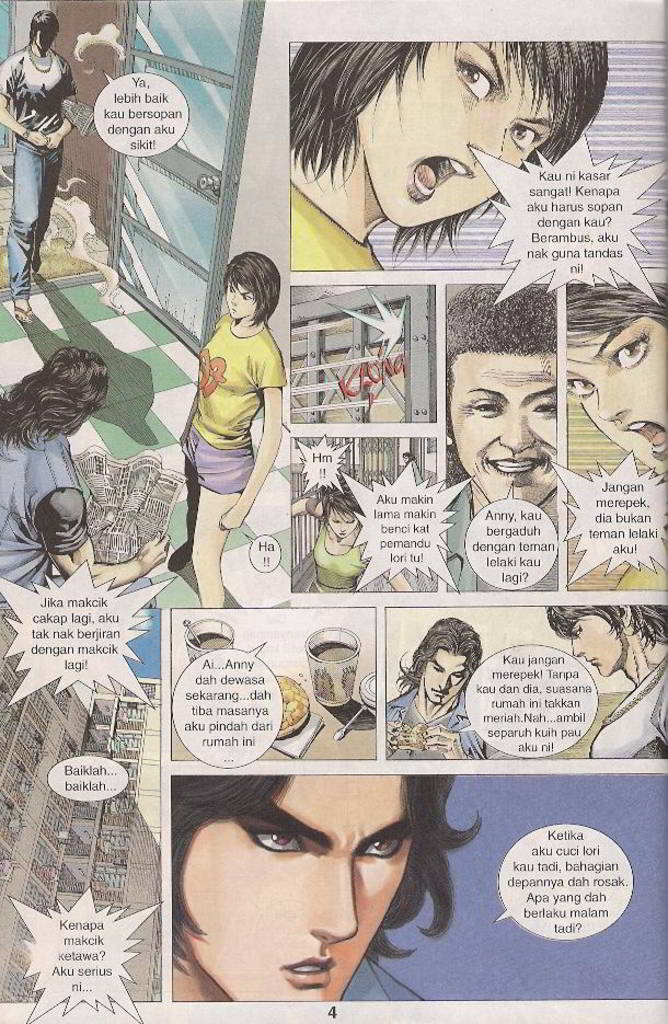 Ya,
lebih baik
kau bersopan
dengan aku
sikit!
Kau ni kasar
sangat! Kenapa
aku harus sopan
dengan kau?
Berambus, aku
nak guna tandas
ni!
Ha
!!
Hm
!!
Aku makin
lama makin
benci kat
pemandu
lori tu!
Anny, kau
bergaduh
dengan teman
lelaki kau
lagi?
Jangan
merepek,
dia bukan
teman lelaki
aku!
Jika makcik
cakap lagi, aku
tak nak berjiran
dengan makcik
lagi!
Baiklah...
baiklah...
Kenapa
makcik
ketawa?
Aku serius
ni...
Ai...Anny
dah dewasa
sekarang...dah
tiba masanya
aku pindah dari
rumah ini
...
Kau jangan
merepek! Tanpa
kau dan dia, suasana
rumah ini takkan
meriah.Nah...ambil
separuh kuih pau
aku ni!
Ketika
aku cuci lori
kau tadi, bahagian
depannya dah rosak.
Apa yang dah
berlaku malam
tadi?
4